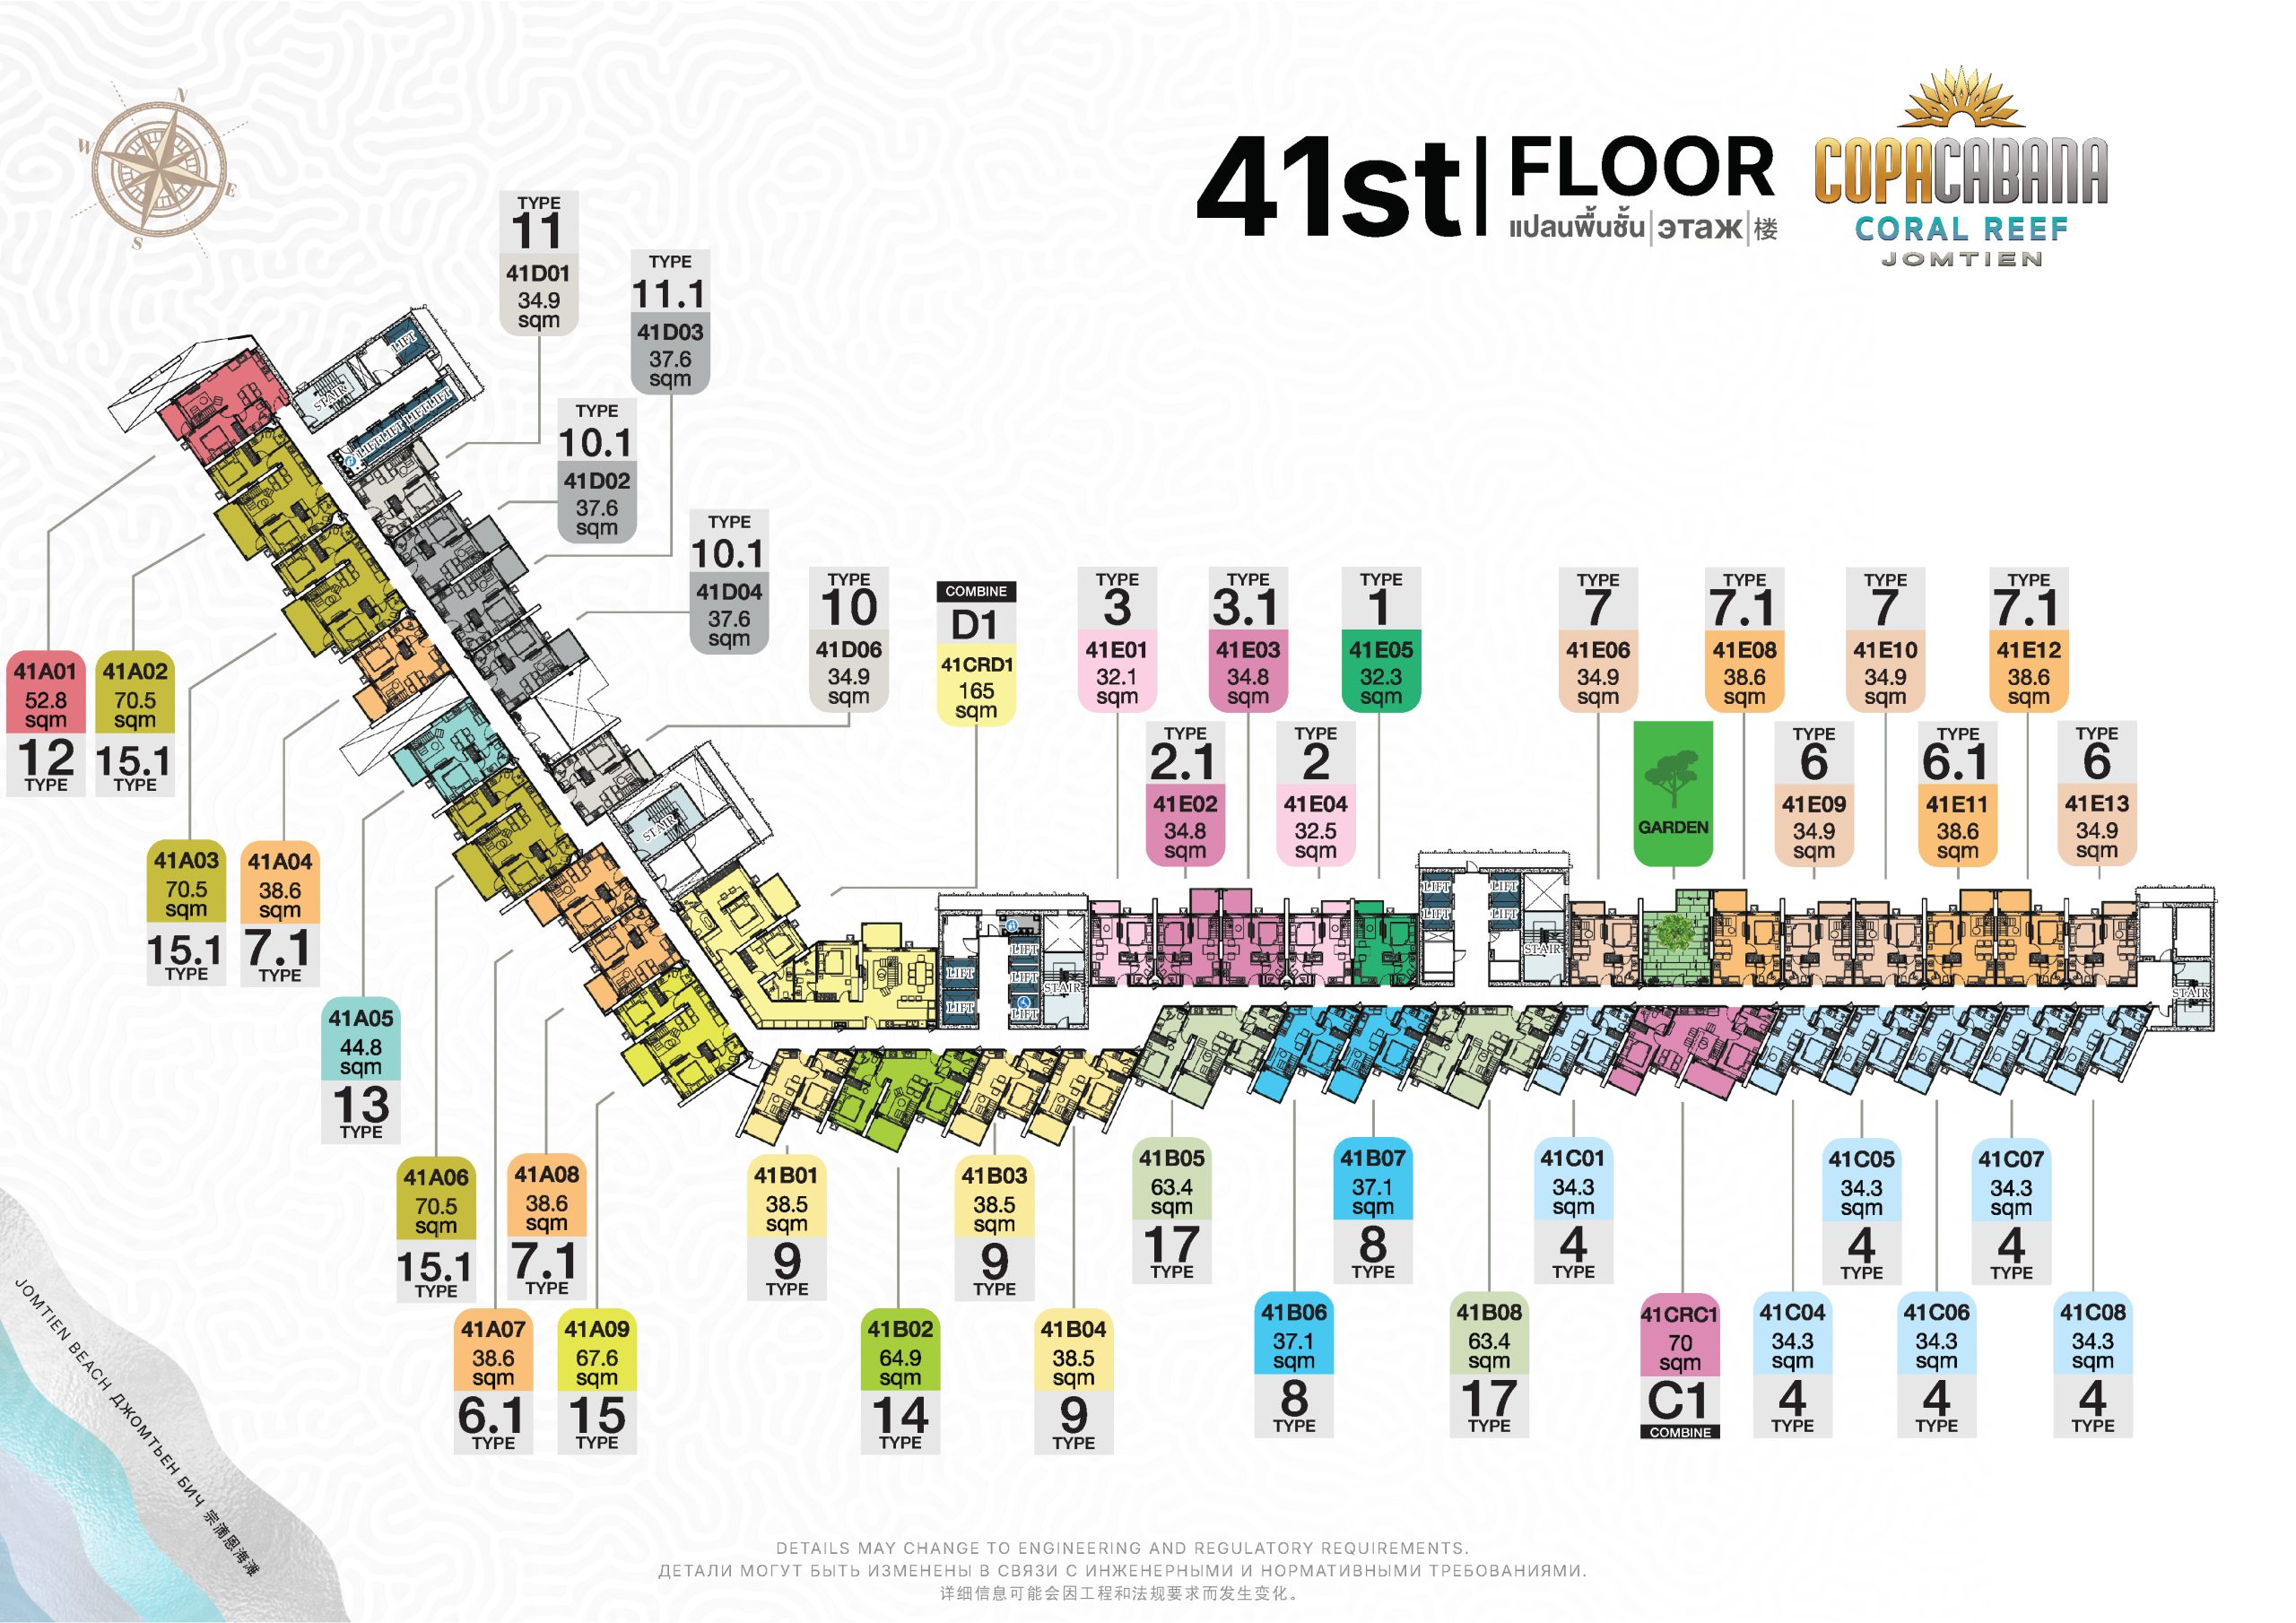 41st
FLOOR
แปลนพื้นชั้น|этаж|楼
COPACABANA
CORAL REEF
JOMTIEN
N
W
E
S
TYPE
11
41D01
34.9
sqm
TYPE
11.1
41D03
37.6
sqm
TYPE
10.1
41D02
37.6
sqm
TYPE
10.1
41D04
37.6
sqm
TYPE
10
41D06
34.9
sqm
COMBINE
D1
41CRD1
165
sqm
TYPE
3
41E01
32.1
sqm
TYPE
3.1
41E03
34.8
sqm
TYPE
1
41E05
32.3
sqm
TYPE
7
41E06
34.9
sqm
TYPE
7.1
41E08
38.6
sqm
TYPE
7
41E10
34.9
sqm
TYPE
7.1
41E12
38.6
sqm
TYPE
2.1
41E02
34.8
sqm
TYPE
2
41E04
32.5
sqm
GARDEN
TYPE
6
41E09
34.9
sqm
TYPE
6.1
41E11
38.6
sqm
TYPE
6
41E13
34.9
sqm
LIFT
STAIR
LIFT LIFT LIFT LIFT
STAIR
LIFT
LIFT
LIFT
LIFT
LIFT
STAIR
LIFT
LIFT
LIFT
LIFT
STAIR
STAIR
41A01
52.8
sqm
12
TYPE
41A02
70.5
sqm
15.1
TYPE
41A03
70.5
sqm
15.1
TYPE
41A04
38.6
sqm
7.1
TYPE
41A05
44.8
sqm
13
TYPE
41A06
70.5
sqm
15.1
TYPE
41A08
38.6
sqm
7.1
TYPE
41A07
38.6
sqm
6.1
TYPE
41A09
67.6
sqm
15
TYPE
41B01
38.5
sqm
9
TYPE
41B02
64.9
sqm
14
TYPE
41B03
38.5
sqm
9
TYPE
41B04
38.5
sqm
9
TYPE
41B05
63.4
sqm
17
TYPE
41B06
37.1
sqm
8
TYPE
41B07
37.1
sqm
8
TYPE
41B08
63.4
sqm
17
TYPE
41C01
34.3
sqm
4
TYPE
41CRC1
70
sqm
C1
COMBINE
41C04
34.3
sqm
4
TYPE
41C05
34.3
sqm
4
TYPE
41C06
34.3
sqm
4
TYPE
41C07
34.3
sqm
4
TYPE
41C08
34.3
sqm
4
TYPE
JOMTIEN BEACH ДЖОМТЬЕН БИЧ 宗滴恩海滩
DETAILS MAY CHANGE TO ENGINEERING AND REGULATORY REQUIREMENTS.
ДЕТАЛИ МОГУТ БЫТЬ ИЗМЕНЕНЫ В СВЯЗИ С ИНЖЕНЕРНЫМИ И НОРМАТИВНЫМИ ТРЕБОВАНИЯМИ.
详细信息可能会因工程和法规要求而发生变化。